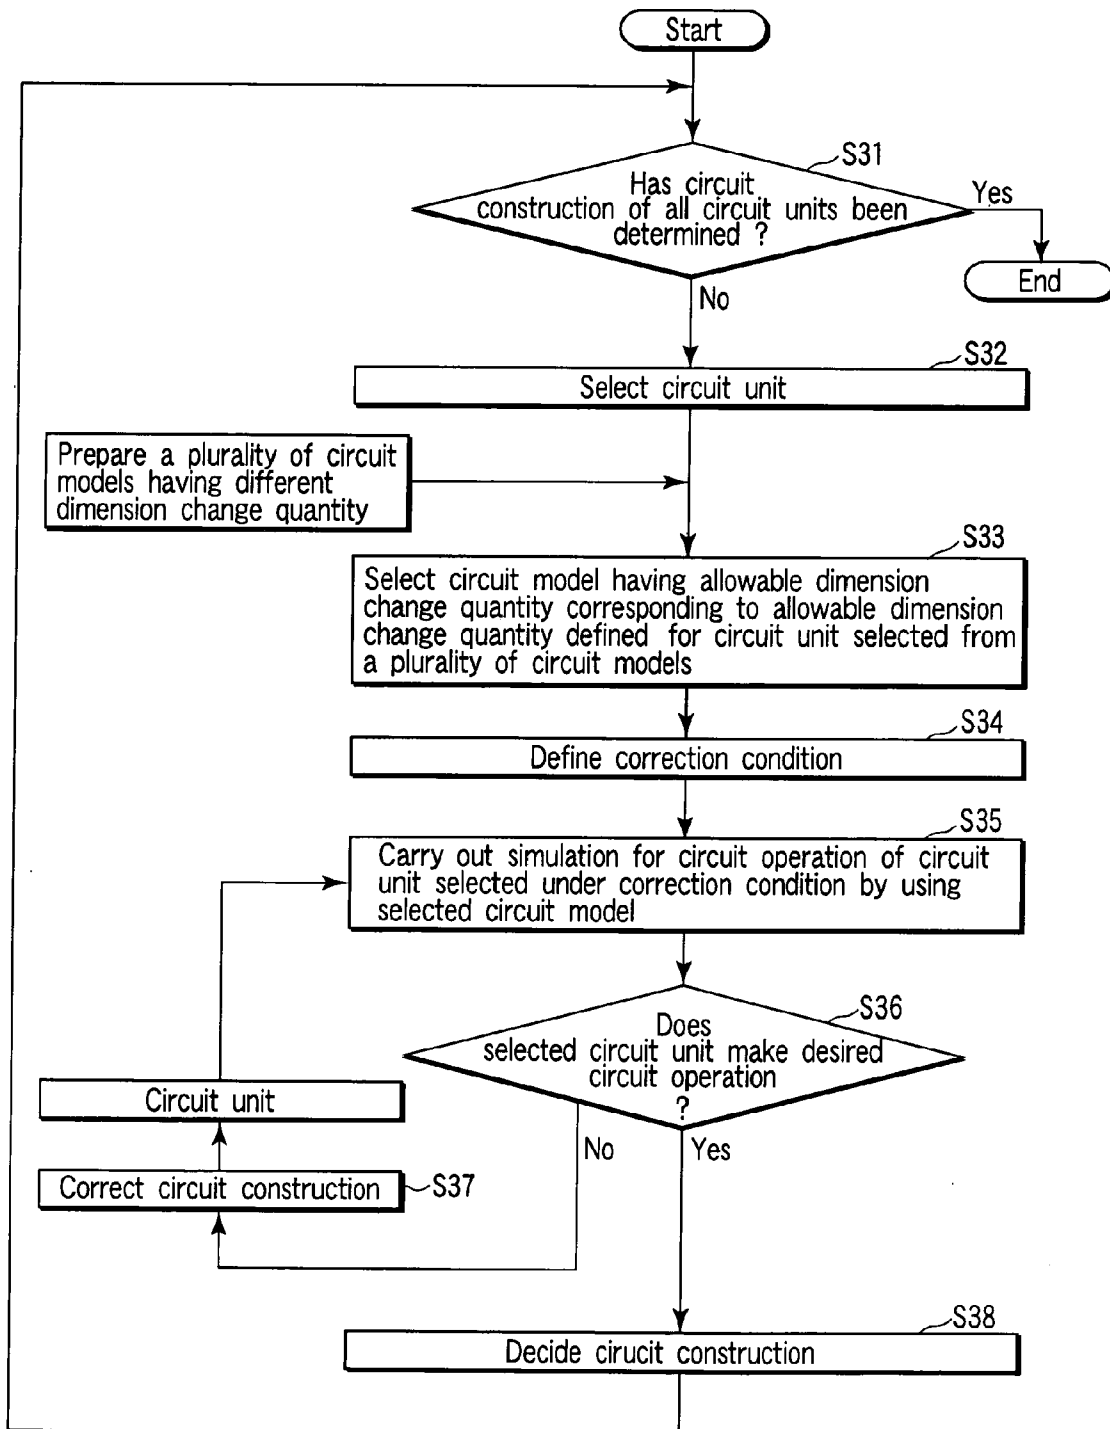 Start
S31
Has circuit
construction of all circuit units been
determined ?
Yes
End
No
S32
Select circuit unit
Prepare a plurality of circuit
models having different
dimension change quantity
S33
Select circuit model having allowable dimension
change quantity corresponding to allowable dimension
change quantity defined for circuit unit selected from
a plurality of circuit models
S34
Define correction condition
S35
Carry out simulation for circuit operation of circuit
unit selected under correction condition by using
selected circuit model
S36
Does
selected circuit unit make desired
circuit operation
?
Circuit unit
No
Yes
Correct circuit construction
S37
S38
Decide cirucit construction